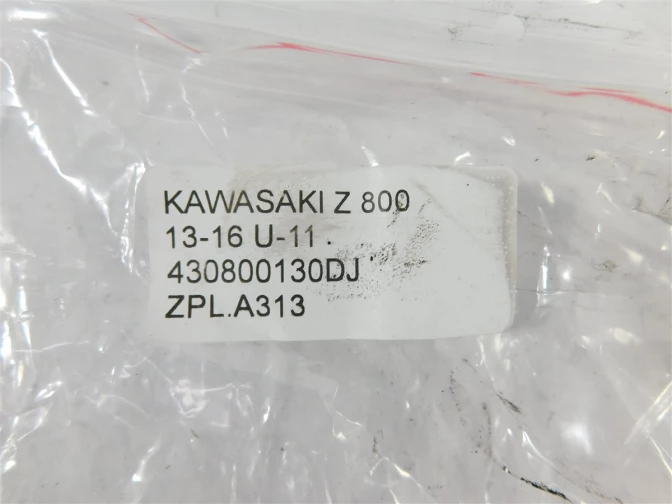 KAWASAKI Z 800
13-16 U-11 .
430800130DJ
ZPL.A313